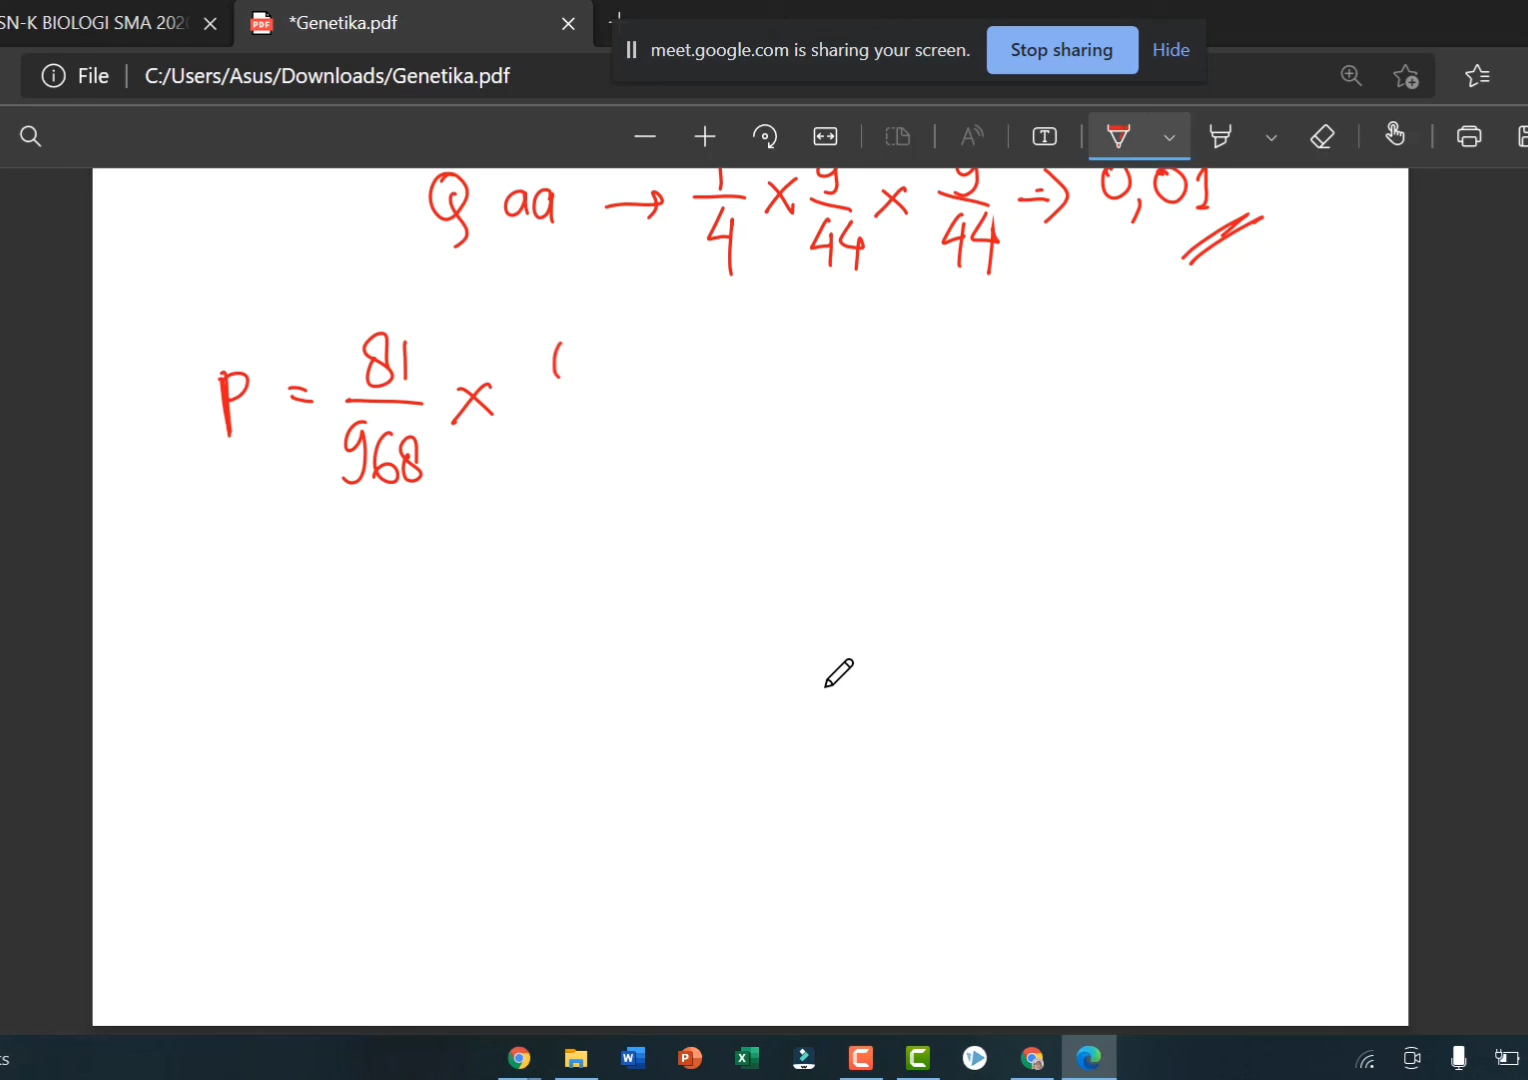 SN-K BIOLOGI SMA 202
*Genetika.pdf
meet.google.com is sharing your screen.
Stop sharing
Hide
File
C:/Users/Asus/Downloads/Genetika.pdf
Q aa → 1/4 × 9/44 × 9/44 ⇒ 0,01
P = 81/968 × (